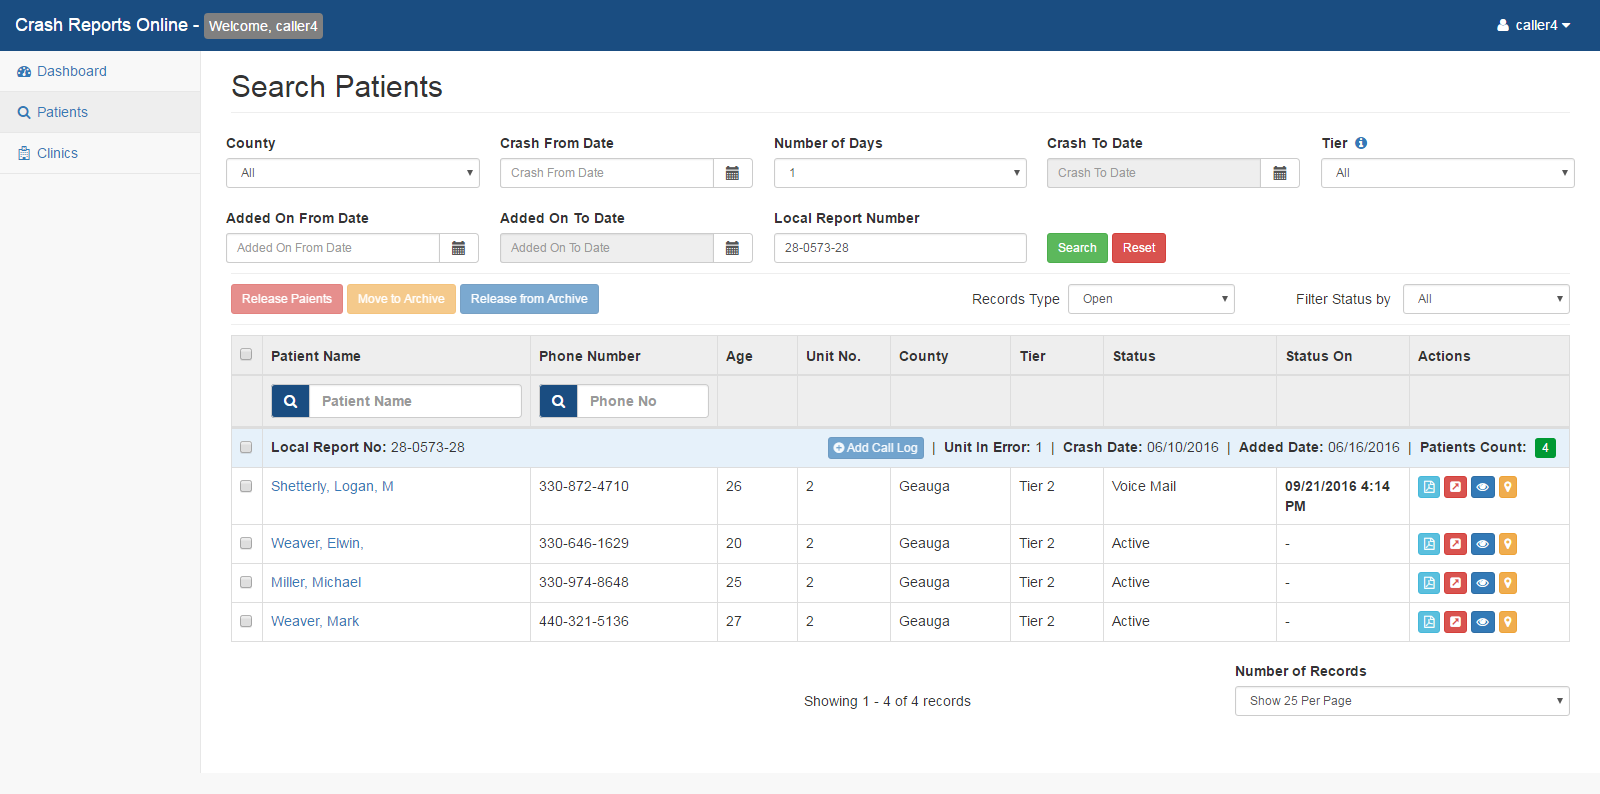 Crash Reports Online - Welcome, caller4
caller4
Dashboard
Patients
Clinics
Search Patients
County
Crash From Date
Number of Days
Crash To Date
Tier
All
Crash From Date
1
Crash To Date
All
Added On From Date
Added On To Date
Local Report Number
Added On From Date
Added On To Date
28-0573-28
Search
Reset
Release Paients
Move to Archive
Release from Archive
Records Type
Open
Filter Status by
All
Patient Name Phone Number Age Unit No. County Tier Status Status On Actions
Patient Name Phone No
Local Report No: 28-0573-28 Add Call Log | Unit In Error: 1 | Crash Date: 06/10/2016 | Added Date: 06/16/2016 | Patients Count: 4
Shetterly, Logan, M 330-872-4710 26 2 Geauga Tier 2 Voice Mail 09/21/2016 4:14
PM
Weaver, Elwin, 330-646-1629 20 2 Geauga Tier 2 Active -
Miller, Michael 330-974-8648 25 2 Geauga Tier 2 Active -
Weaver, Mark 440-321-5136 27 2 Geauga Tier 2 Active -
Number of Records
Showing 1 - 4 of 4 records
Show 25 Per Page